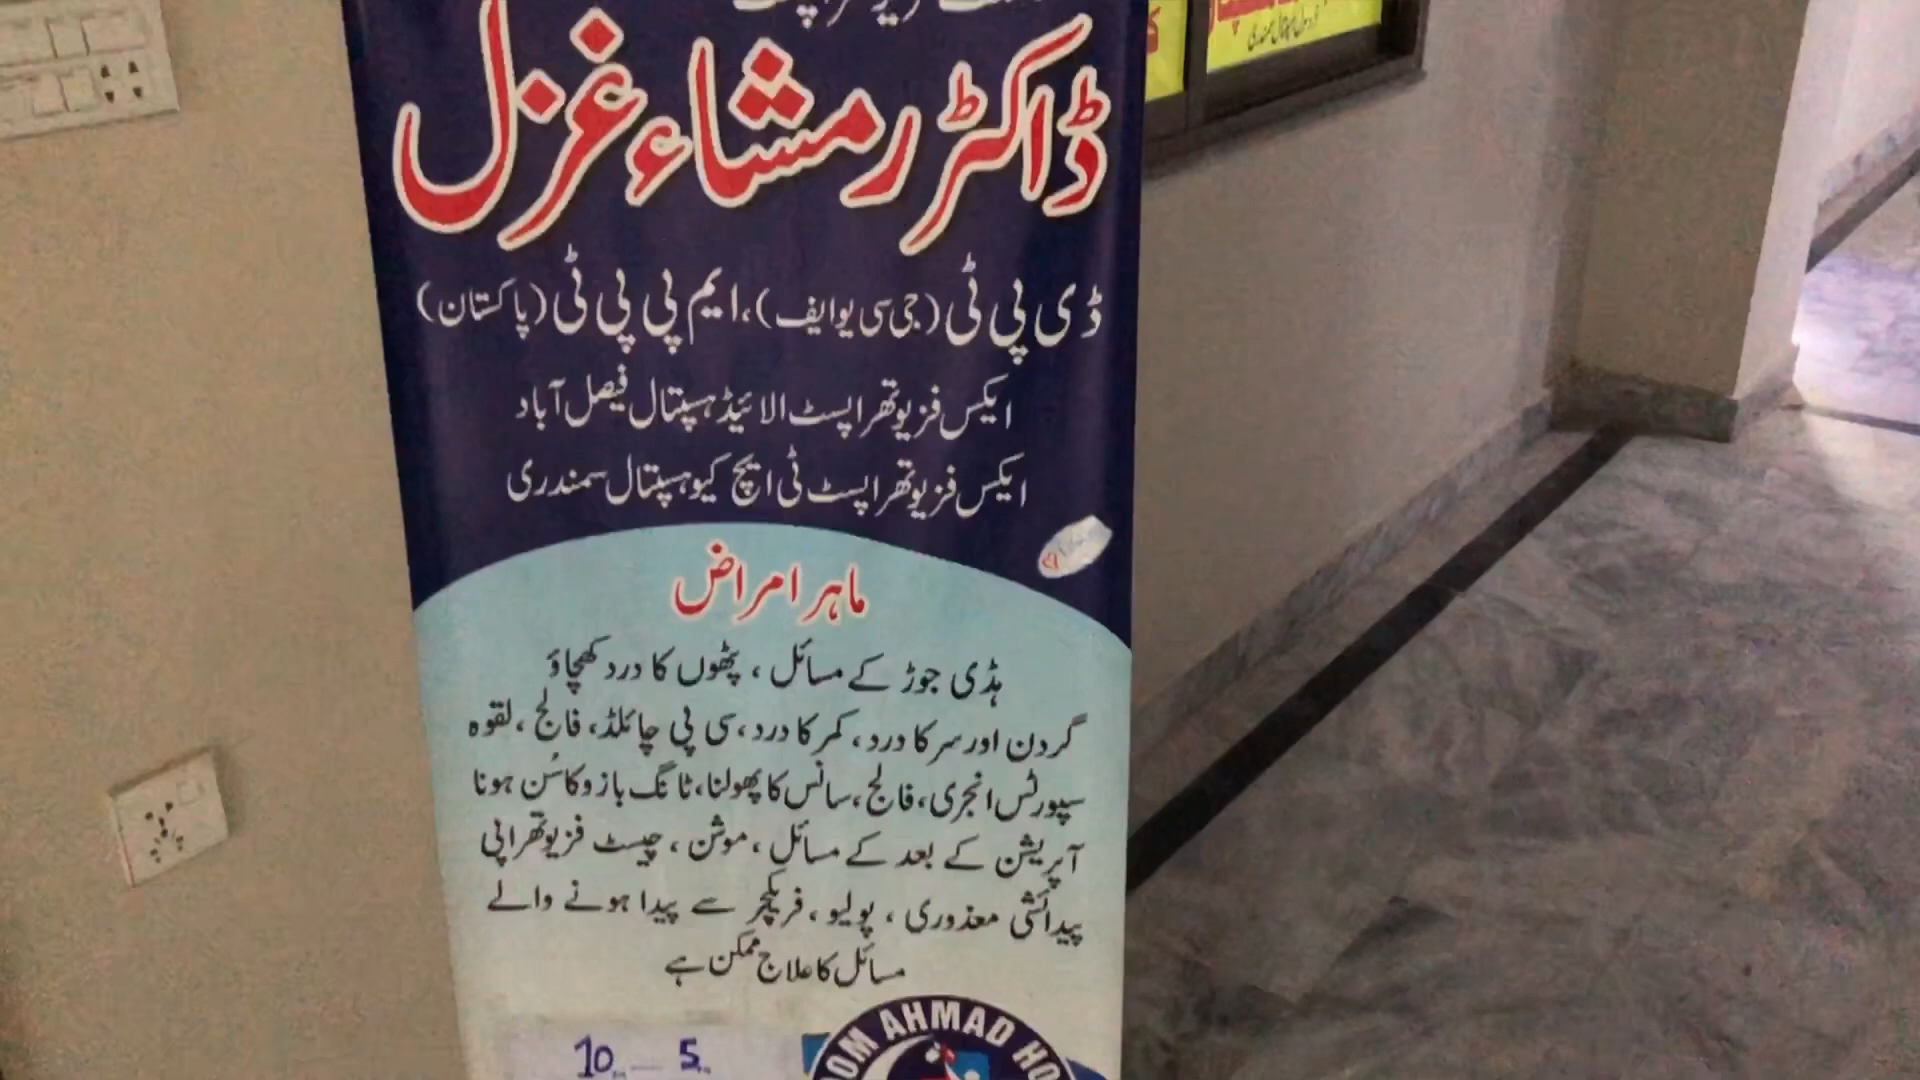 ڈاکٹر رمشاء غزل
ڈی پی ٹی (جی سی یو ایف)، ایم پی پی ٹی (پاکستان)
ایکس فزیوتھراپسٹ الائیڈ ہسپتال فیصل آباد
ایکس فزیوتھراپسٹ ٹی ایچ کیو ہسپتال سمندری
ماہر امراض
ہڈی جوڑ کے مسائل ، پٹھوں کا درد کھچاؤ
گردن اور سر کا درد ، کمر کا درد، سی پی چائلڈ، فالج ، لقوہ
سپورٹس انجری، فالج ، سانس کا پھولنا، ٹانگ بازو کا سُن ہونا
آپریشن کے بعد کے مسائل ، موشن ، چیسٹ فزیوتھراپی
پیدائشی معذوری ، پولیو ، فریکچر سے پیدا ہونے والے
مسائل کا علاج ممکن ہے
AHMAD
10 — 5